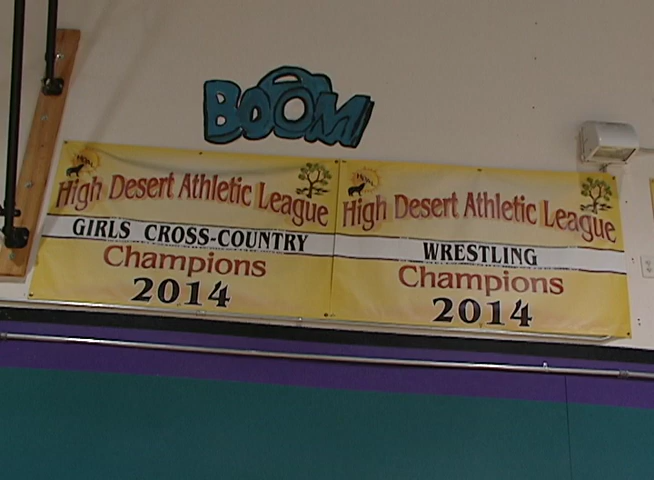 BOOM
High Desert Athletic League
GIRLS CROSS-COUNTRY
Champions
2014
High Desert Athletic League
WRESTLING
Champions
2014